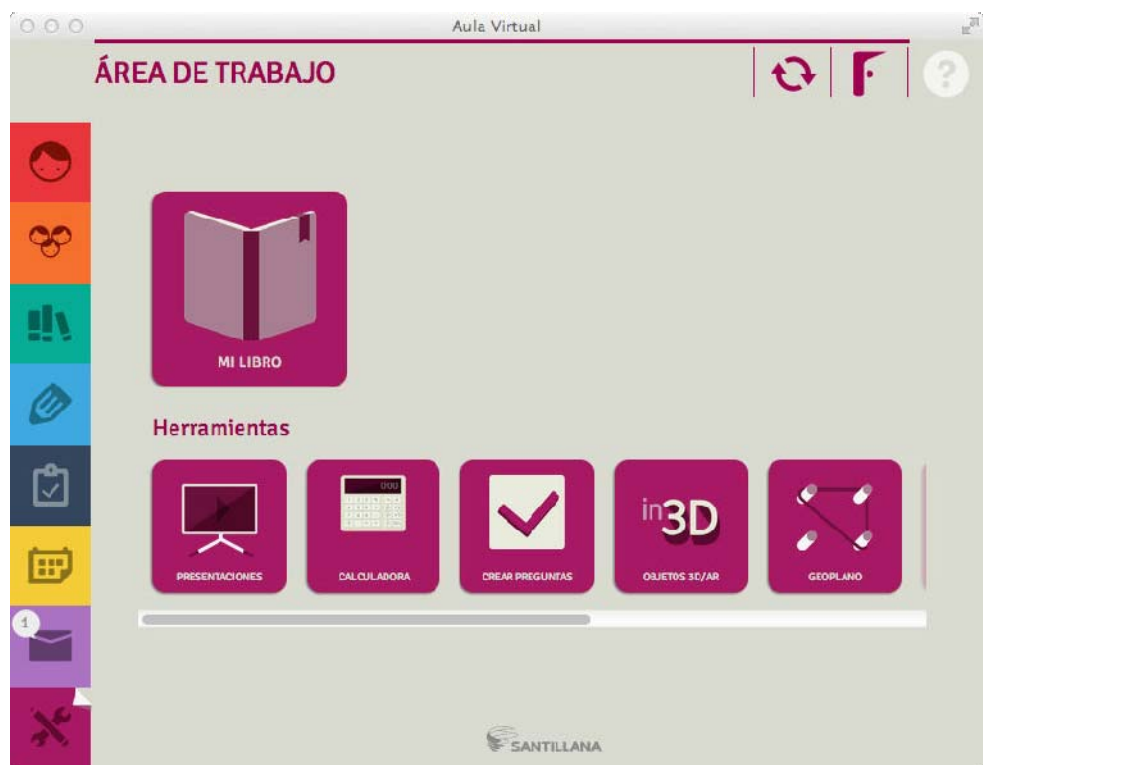 Aula Virtual
ÁREA DE TRABAJO
?
MI LIBRO
Herramientas
000
in3D
PRESENTACIONES
CALCULADORA
CREAR PREGUNTAS
OBJETOS 3D/AR
GEOPLANO
1
SANTILLANA